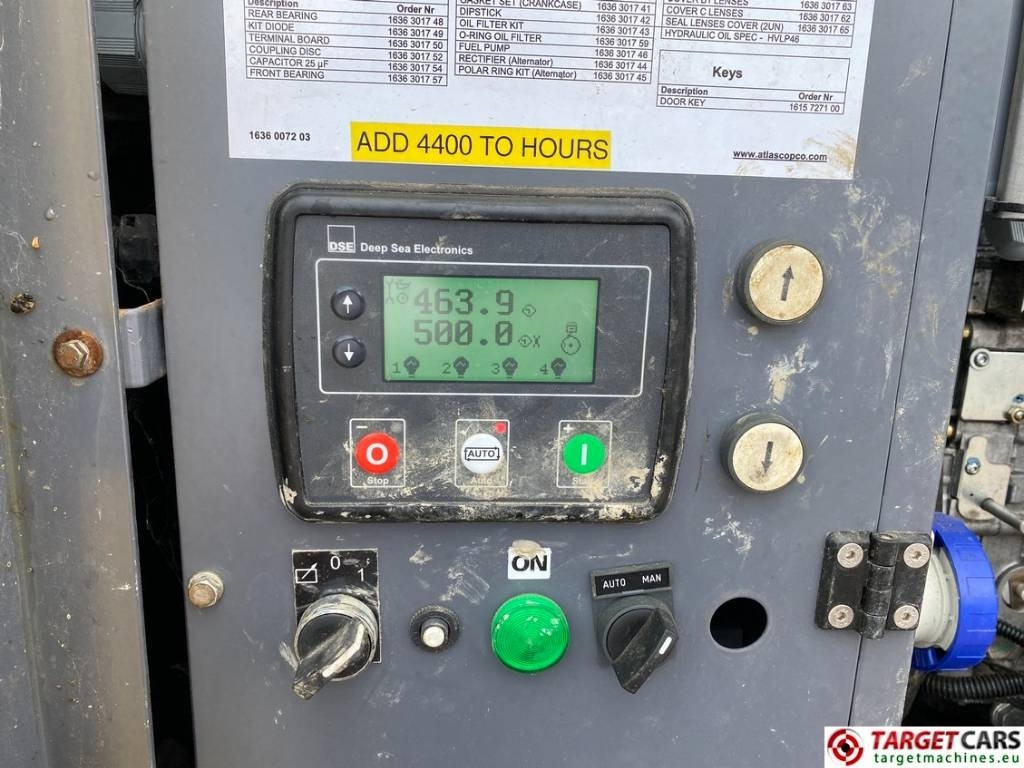 Description Order Nr
REAR BEARING 1636 3017 48
KIT DIODE 1636 3017 49
TERMINAL BOARD 1636 3017 50
COUPLING DISC 1636 3017 52
CAPACITOR 25 µF 1636 3017 54
FRONT BEARING 1636 3017 57
GASKET SET (CRANKCASE) 1636 3017 41
DIPSTICK 1636 3017 42
OIL FILTER KIT 1636 3017 43
O-RING OIL FILTER 1636 3017 59
FUEL PUMP 1636 3017 46
RECTIFIER (Alternator) 1636 3017 44
POLAR RING KIT (Alternator) 1636 3017 45
1636 3017 63
COVER C LENSES 1636 3017 62
SEAL LENSES COVER (2UN) 1636 3017 65
HYDRAULIC OIL SPEC - HVLP46
Keys
Description Order Nr
DOOR KEY 1615 7271 00
1636 0072 03
ADD 4400 TO HOURS
www.atlascopco.com
DSE Deep Sea Electronics
463.9
500.0 X
1 2 3 4
O I
AUTO
Stop Auto
0
1
ON
AUTO MAN
TARGETCARS
targetmachines.eu